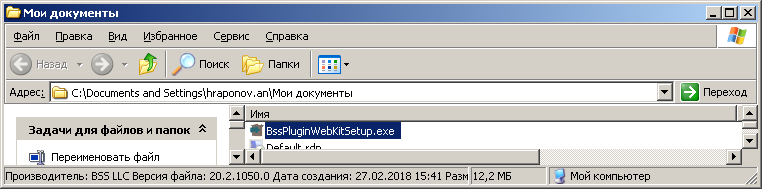 Мои документы
Файл Правка Вид Избранное Сервис Справка
Назад Поиск Папки
Адрес: C:\Documents and Settings\hraponov.an\Мои документы Переход
Имя
Задачи для файлов и папок
BssPluginWebKitSetup.exe
Default.rdp
Переименовать файл
Производитель: BSS LLC Версия файла: 20.2.1050.0 Дата создания: 27.02.2018 15:41 Разм 12,2 МБ Мой компьютер